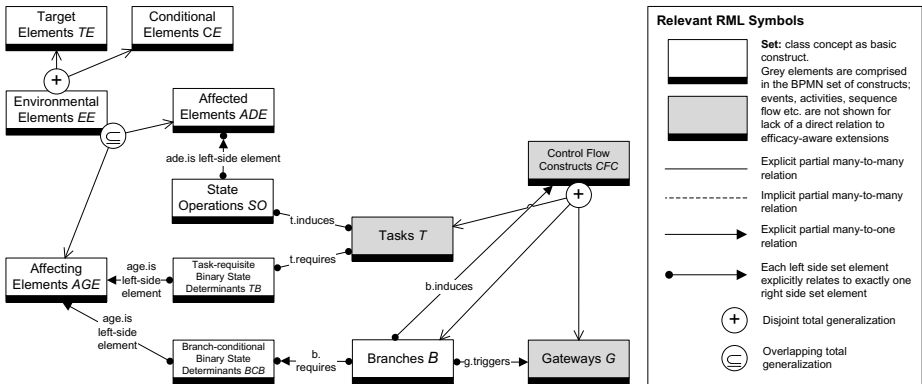 Target
Elements TE
Conditional
Elements CE
Environmental
Elements EE
Affected
Elements ADE
ade.is left-side element
State
Operations SO
t.induces
Control Flow
Constructs CFC
Tasks T
t.requires
Affecting
Elements AGE
age.is
left-side
element
Task-requisite
Binary State
Determinants TB
b.induces
age.is
left-side
element
Branch-conditional
Binary State
Determinants BCB
b.
requires
Branches B
g.triggers
Gateways G
Relevant RML Symbols
Set: class concept as basic
construct.
Grey elements are comprised
in the BPMN set of constructs;
events, activities, sequence
flow etc. are not shown for
lack of a direct relation to
efficacy-aware extensions
Explicit partial many-to-many
relation
Implicit partial many-to-many
relation
Explicit partial many-to-one
relation
Each left side set element
explicitly relates to exactly one
right side set element
+
Disjoint total generalization
⊆
Overlapping total
generalization